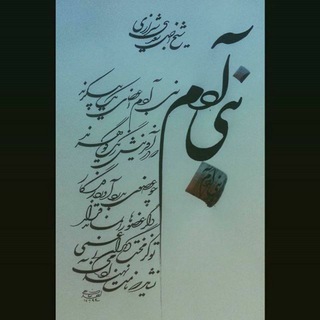 شیخ اجل سعدی شیرازی
بنی آدم
بنی آدم اعضای یکدیگرند
که در آفرینش ز یک گوهرند
چو عضوی به درد آورد روزگار
دگر عضوها را نماند قرار
تو کز محنت دیگران بی غمی
نشاید که نامت نهند آدمی